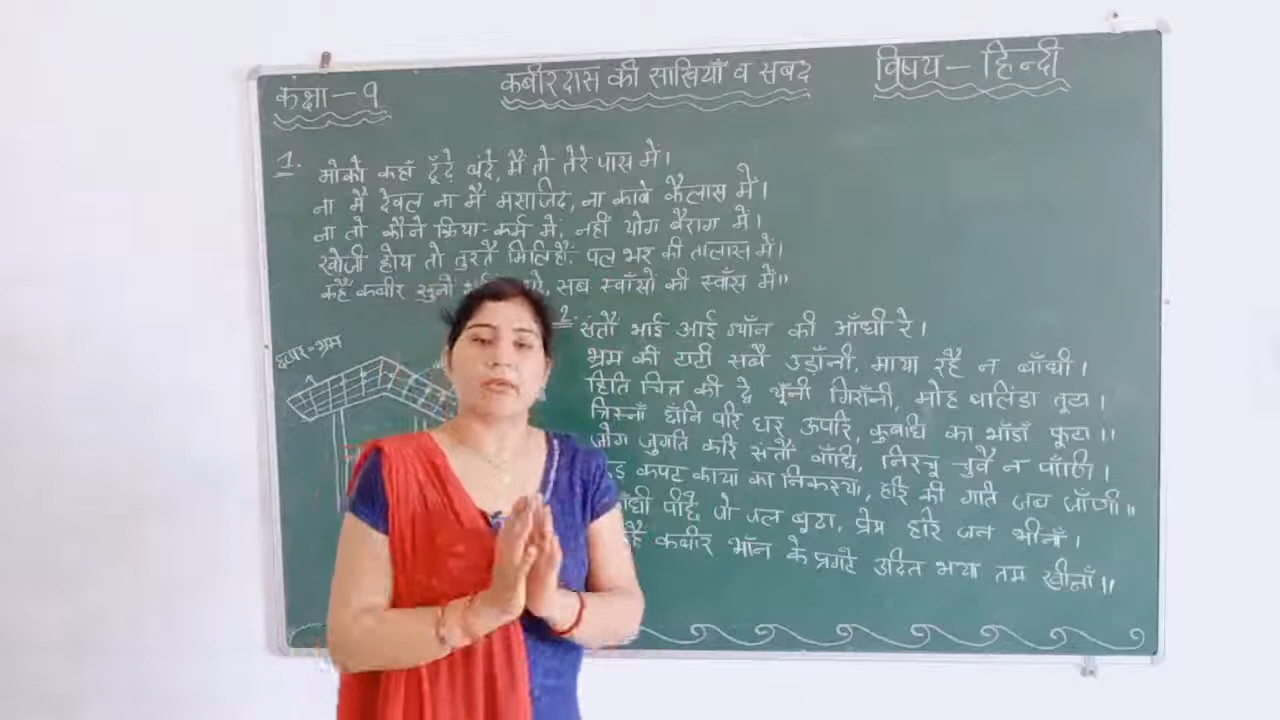 कक्षा - 9
कबीरदास की साखियाँ व सबद
विषय - हिन्दी
1.
मोको कहाँ ढूँढे बंदे, मैं तो तेरे पास में।
ना मैं देवल ना मैं मसजिद, ना काबे कैलास में।
ना तो कौने क्रिया-कर्म में, नहीं योग बैराग में।
खोजी होय तो तुरतै मिलिहौं, पल भर की तालास में।
कहैं कबीर सुनो सब स्वाँसो की स्वाँस में॥
छप्पर-भ्रम
2.
संतौं भाई आई ग्याँन की आँधी रे।
भ्रम की टाटी सबै उड़ाँनी, माया रहै न बाँधी।
हिति चित्त की द्वै थूँनी गिराँनी, मोह बलिंडा तूटा।
त्रिस्नाँ छाँनि परि घर ऊपरि, कुबधि का भाँडाँ फूटा॥
जोग जुगति करि संतौं बाँधी, निरचू चुवै न पाँणी।
कपट काया का निकस्या, हरि की गति जब जाँणी॥
पीछै जो जल बूठा, प्रेम हरि जन भीनाँ।
कबीर भाँन के प्रगटे उदित भया तम खीनाँ॥